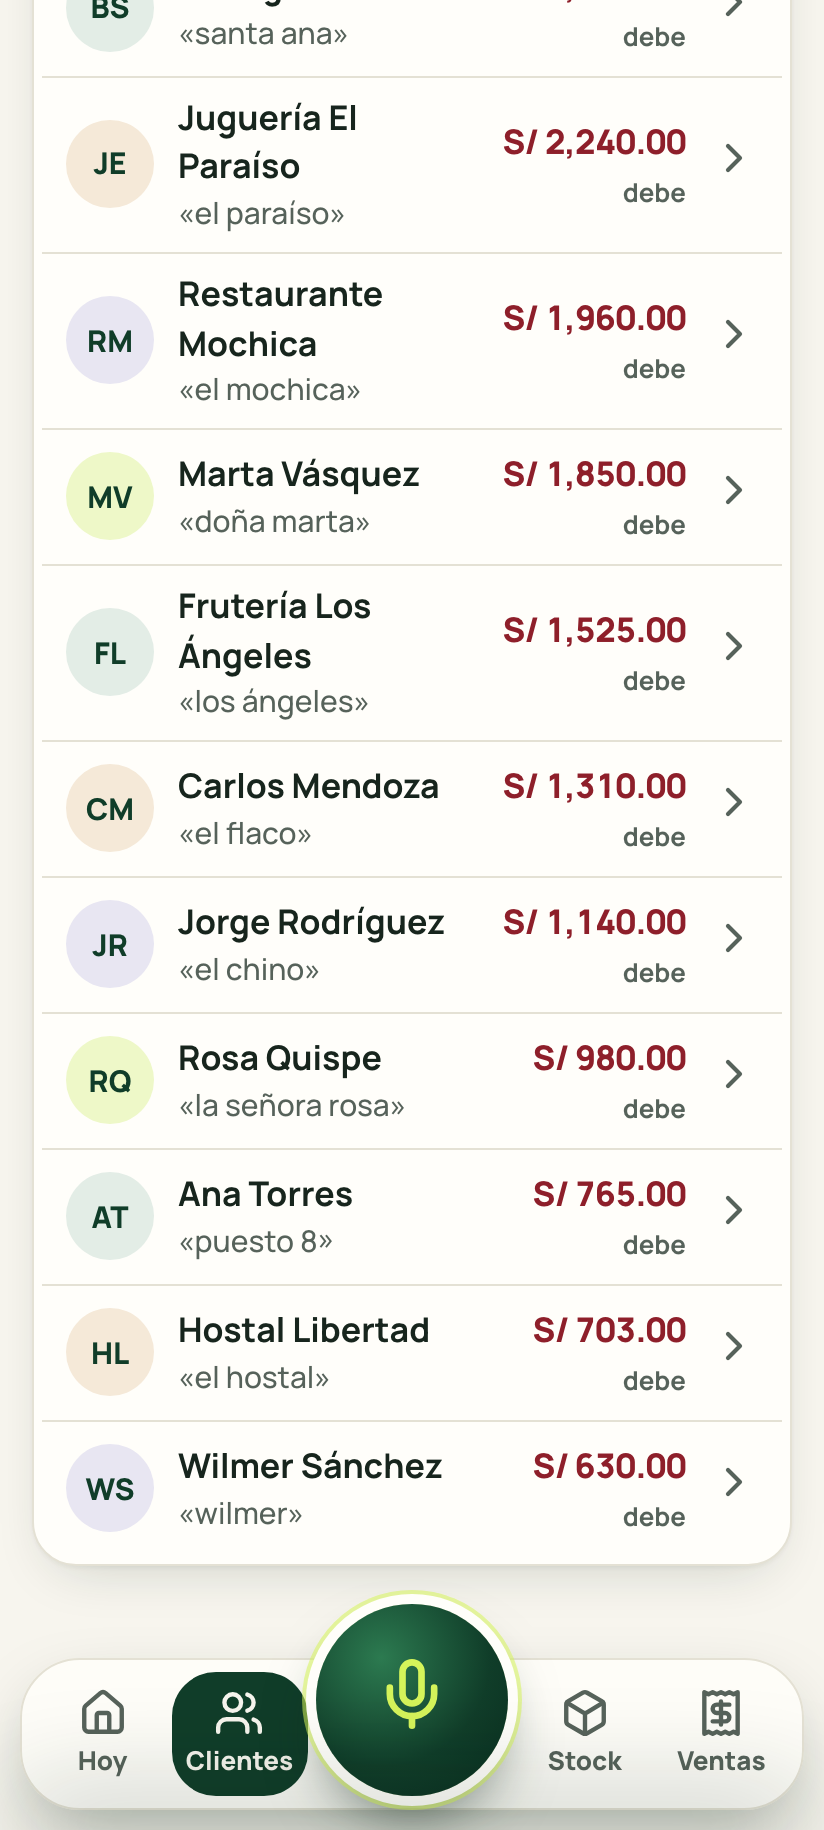 BS
«santa ana»
debe
Juguería El
Paraíso
«el paraíso»
JE
S/ 2,240.00
debe
Restaurante
Mochica
«el mochica»
RM
S/ 1,960.00
debe
MV
Marta Vásquez
«doña marta»
S/ 1,850.00
debe
Frutería Los
Ángeles
«los ángeles»
FL
S/ 1,525.00
debe
CM
Carlos Mendoza
«el flaco»
S/ 1,310.00
debe
JR
Jorge Rodríguez
«el chino»
S/ 1,140.00
debe
RQ
Rosa Quispe
«la señora rosa»
S/ 980.00
debe
AT
Ana Torres
«puesto 8»
S/ 765.00
debe
HL
Hostal Libertad
«el hostal»
S/ 703.00
debe
WS
Wilmer Sánchez
«wilmer»
S/ 630.00
debe
Hoy
Clientes
Stock
Ventas